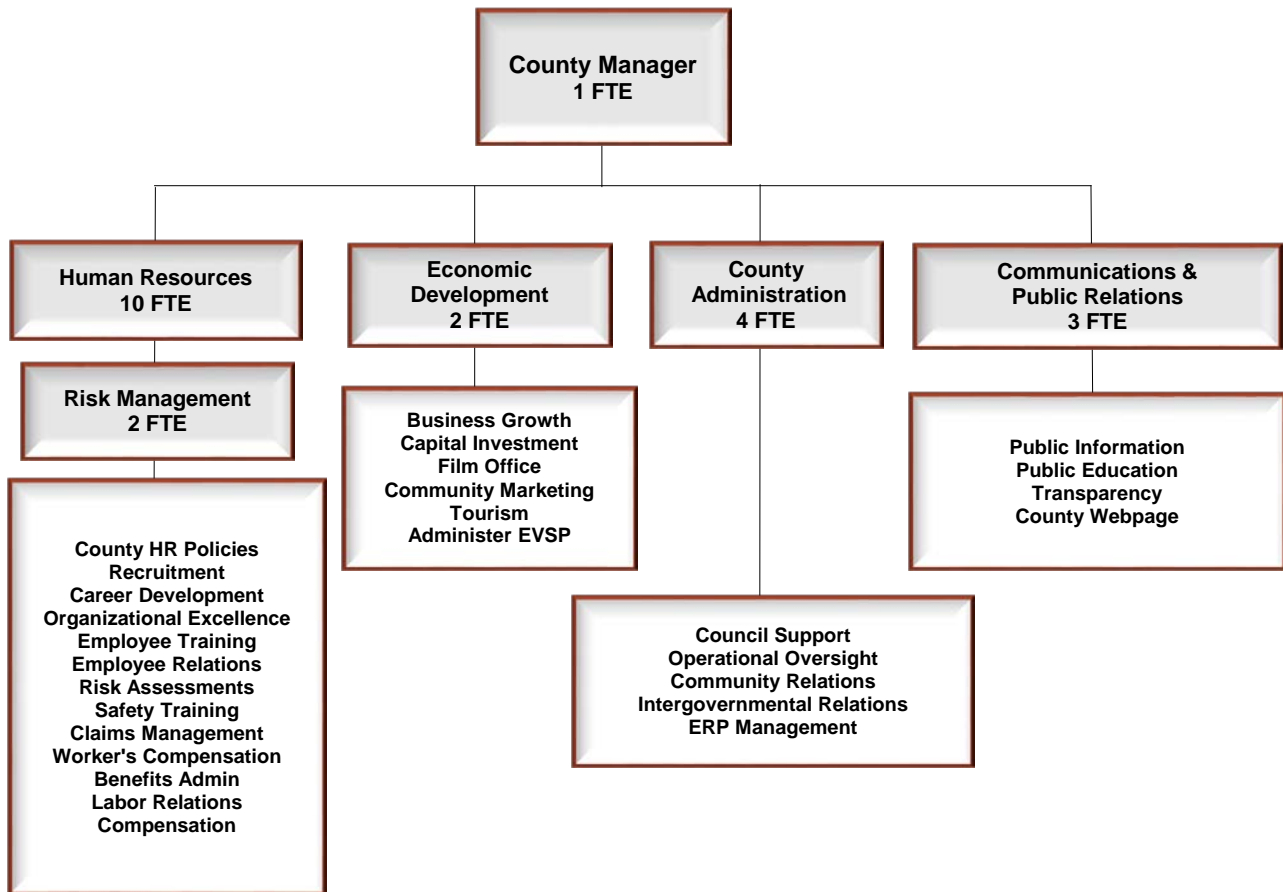 County Manager
1 FTE
Human Resources
10 FTE
Risk Management
2 FTE
County HR Policies
Recruitment
Career Development
Organizational Excellence
Employee Training
Employee Relations
Risk Assessments
Safety Training
Claims Management
Worker's Compensation
Benefits Admin
Labor Relations
Compensation
Economic
Development
2 FTE
Business Growth
Capital Investment
Film Office
Community Marketing
Tourism
Administer EVSP
County
Administration
4 FTE
Council Support
Operational Oversight
Community Relations
Intergovernmental Relations
ERP Management
Communications &
Public Relations
3 FTE
Public Information
Public Education
Transparency
County Webpage